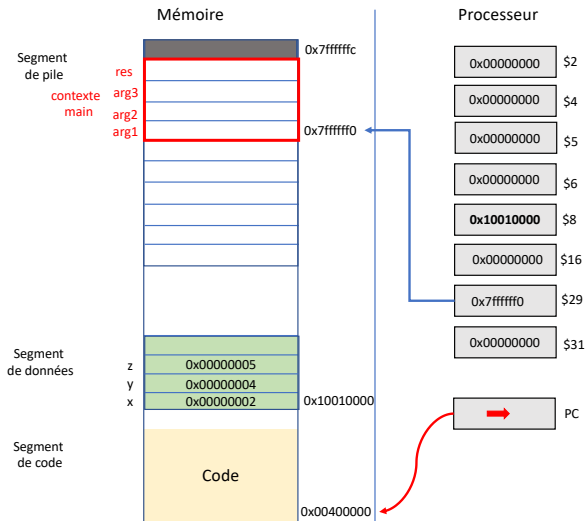 Mémoire
Processeur
0x7ffffffc
Segment
de pile
res
contexte
main
arg3
arg2
arg1
0x7ffffff0
0x00000000 $2
0x00000000 $4
0x00000000 $5
0x00000000 $6
0x10010000 $8
0x00000000 $16
0x7ffffff0 $29
0x00000000 $31
Segment
de données
z 0x00000005
y 0x00000004
x 0x00000002 0x10010000
PC
Segment
de code
Code
0x00400000